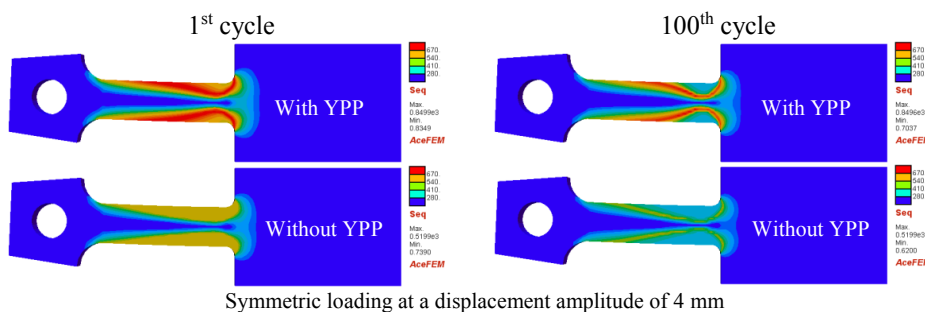 1st cycle
100th cycle
With YPP
670.
540.
410.
280.
Seq
Max.
0.8499e3
Min.
0.8349
AceFEM
With YPP
670.
540.
410.
280.
Seq
Max.
0.8496e3
Min.
0.7037
AceFEM
Without YPP
670.
540.
410.
280.
Seq
Max.
0.5199e3
Min.
0.7390
AceFEM
Without YPP
670.
540.
410.
280.
Seq
Max.
0.5199e3
Min.
0.6200
AceFEM
Symmetric loading at a displacement amplitude of 4 mm